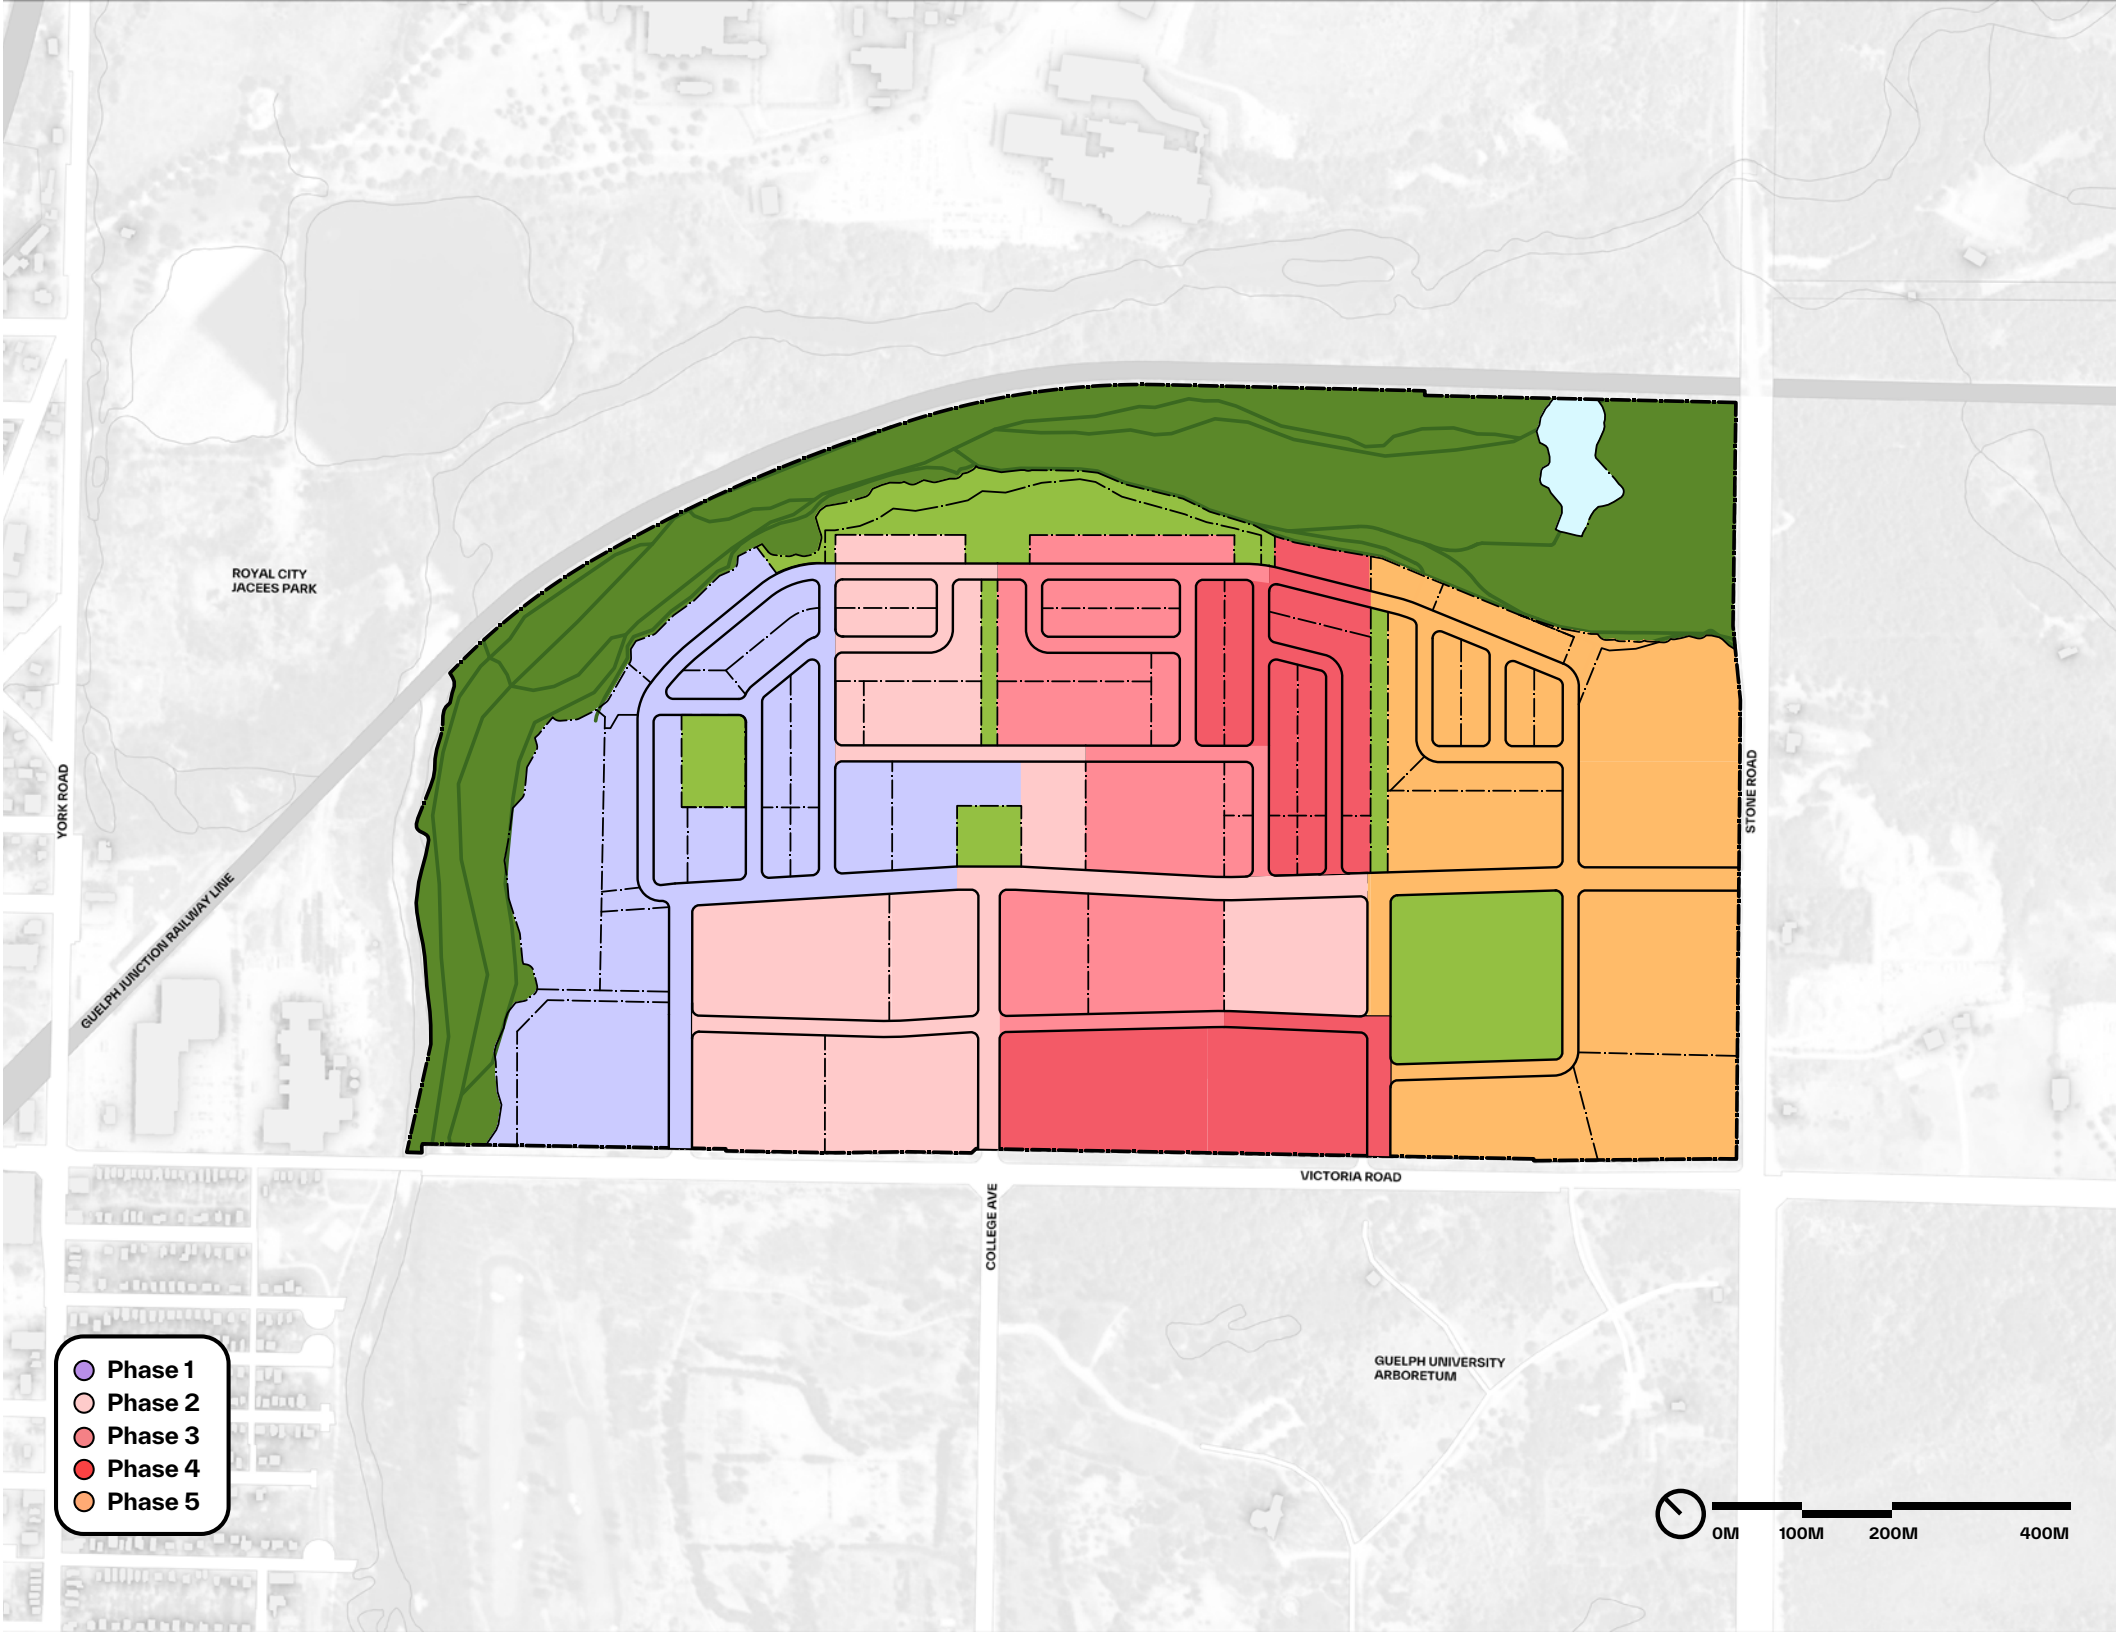 ROYAL CITY
JACEES PARK
YORK ROAD
STONE ROAD
GUELPH JUNCTION RAILWAY LINE
VICTORIA ROAD
COLLEGE AVE
GUELPH UNIVERSITY
ARBORETUM
Phase 1
Phase 2
Phase 3
Phase 4
Phase 5
0M 100M 200M 400M